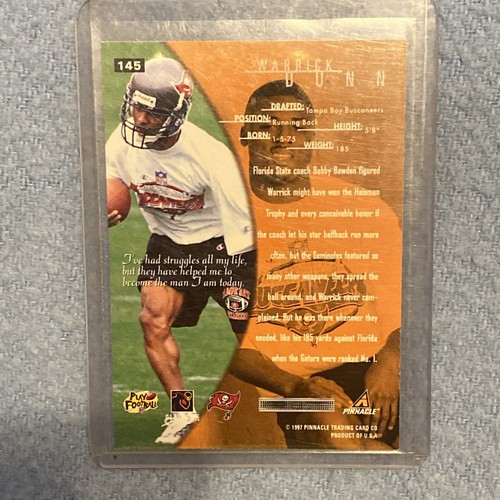 145
WARRICK
DUNN
DRAFTED: Tampa Bay Buccaneers
POSITION: Running Back
HEIGHT: 5'8"
BORN: 1-5-75
WEIGHT: 185
Florida State coach Bobby Bowden figured
Warrick might have won the Heisman
Trophy and every conceivable honor if
the coach let his star halfback run more
often, but the Seminoles featured so
many other weapons, they spread the
ball around, and Warrick never com-
plained. But he was there whenever they
needed, like his 185 yards against Florida
when the Gators were ranked No. 1.
I've had struggles all my life,
but they have helped me to
become the man I am today.
BUCCANEERS
PLAY
FOOTBALL
PINNACLE
© 1997 PINNACLE TRADING CARD CO
PRODUCT OF U.S.A.